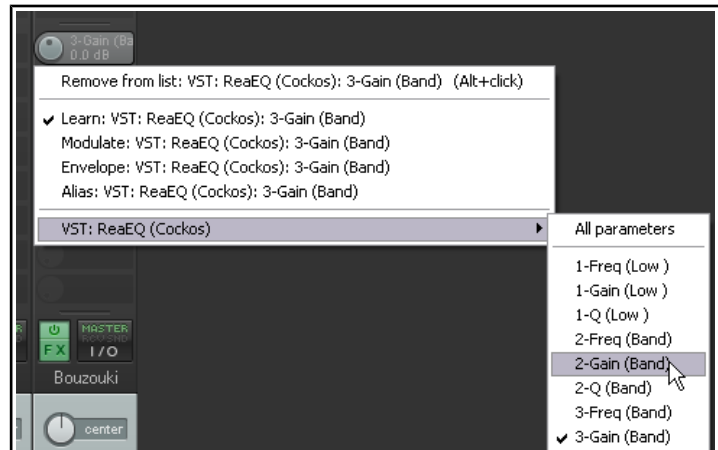 3-Gain (Ba
0.0 dB
Remove from list: VST: ReaEQ (Cockos): 3-Gain (Band) (Alt+click)
Learn: VST: ReaEQ (Cockos): 3-Gain (Band)
Modulate: VST: ReaEQ (Cockos): 3-Gain (Band)
Envelope: VST: ReaEQ (Cockos): 3-Gain (Band)
Alias: VST: ReaEQ (Cockos): 3-Gain (Band)
VST: ReaEQ (Cockos)
All parameters
1-Freq (Low )
1-Gain (Low )
1-Q (Low )
2-Freq (Band)
2-Gain (Band)
2-Q (Band)
3-Freq (Band)
3-Gain (Band)
MASTER
RCV SND
FX I/O
Bouzouki
center